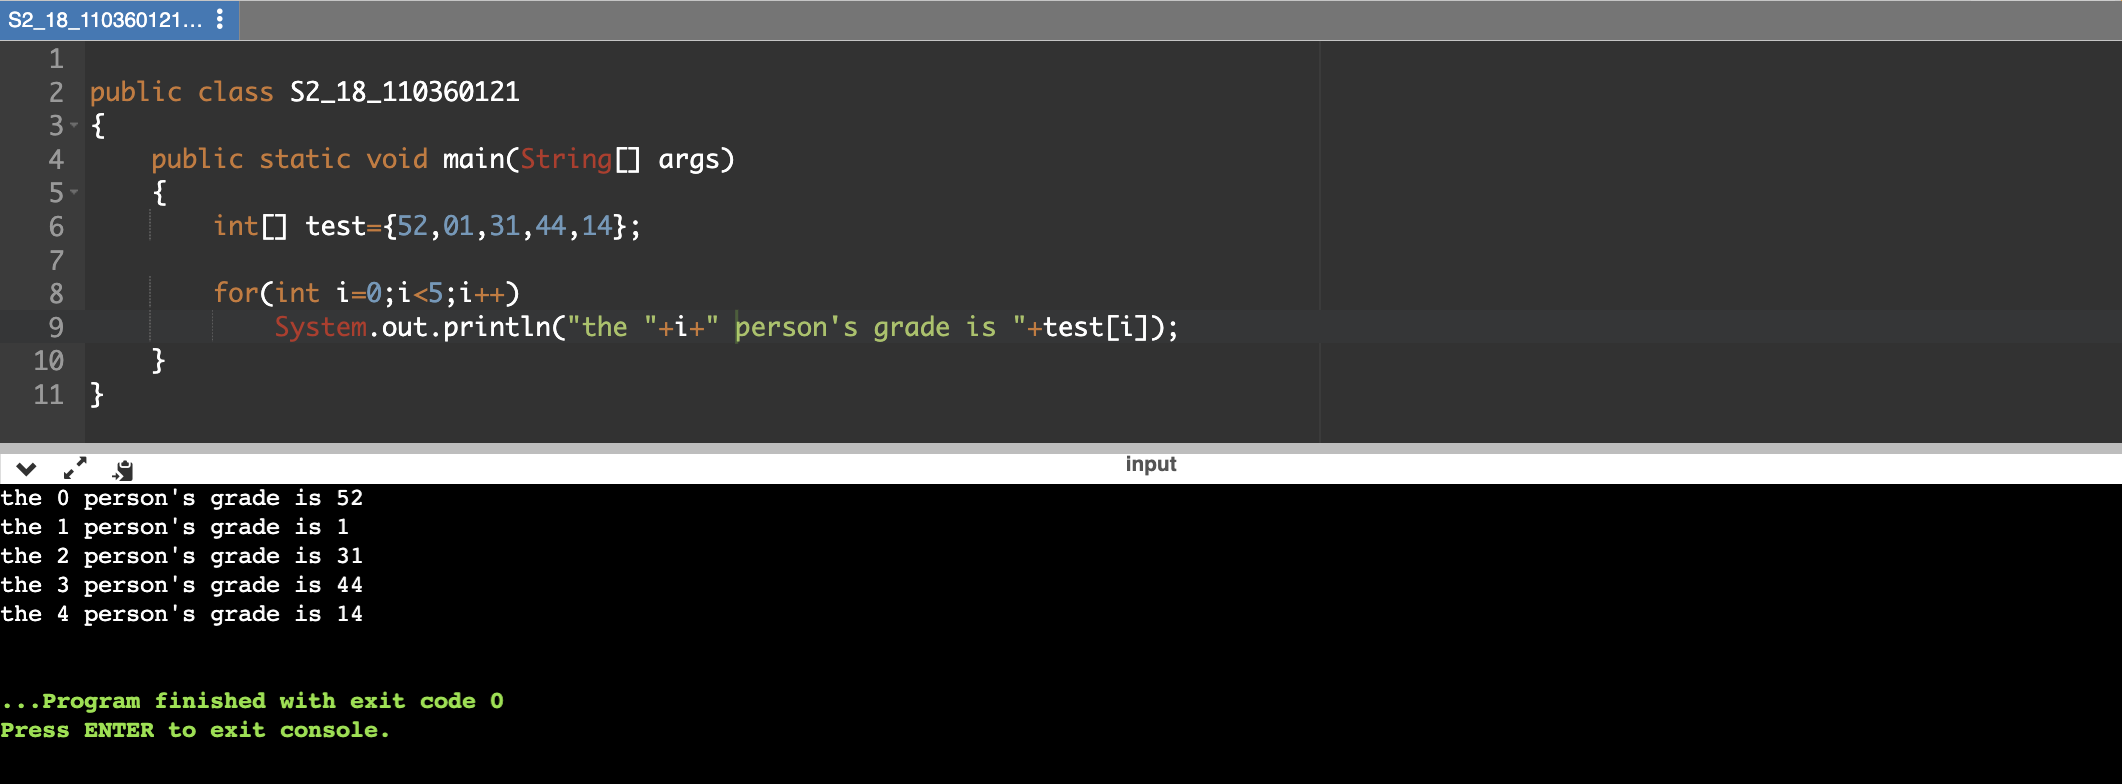 S2_18_110360121...
1
2 public class S2_18_110360121
3 {
4     public static void main(String[] args)
5     {
6         int[] test={52,01,31,44,14};
7
8         for(int i=0;i<5;i++)
9             System.out.println("the "+i+" person's grade is "+test[i]);
10     }
11 }
input
the 0 person's grade is 52
the 1 person's grade is 1
the 2 person's grade is 31
the 3 person's grade is 44
the 4 person's grade is 14
...Program finished with exit code 0
Press ENTER to exit console.